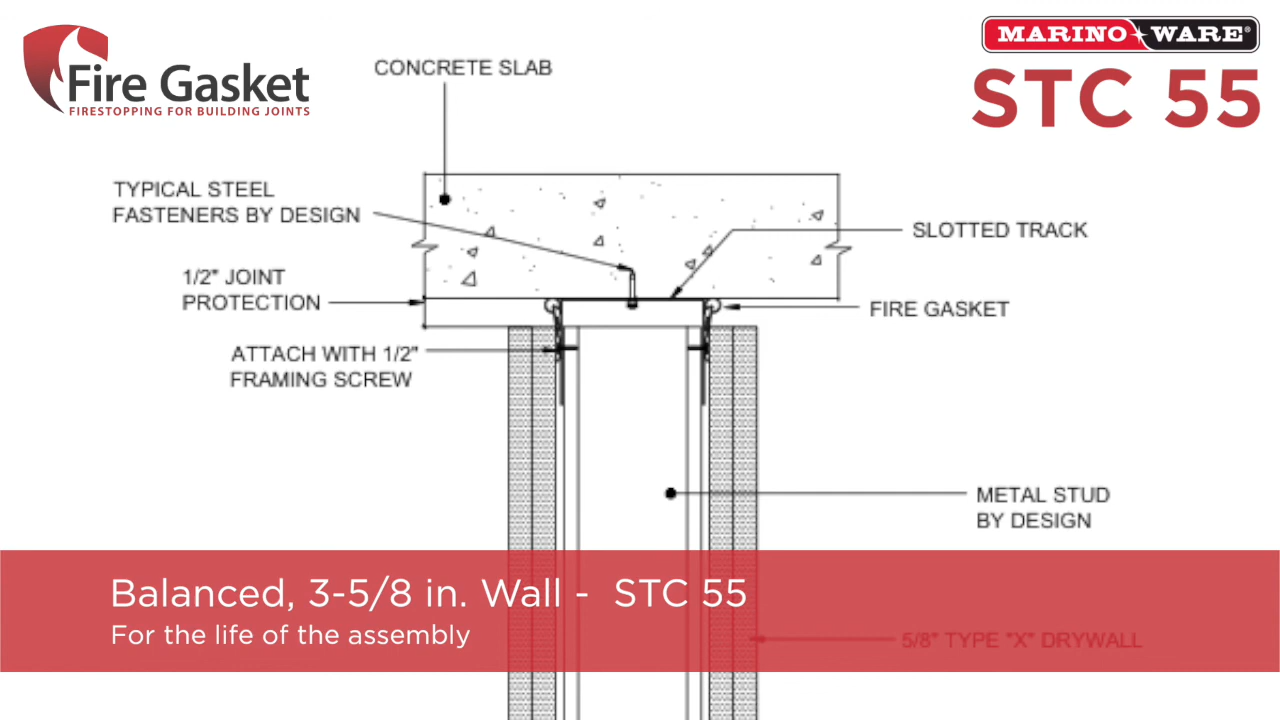 Fire Gasket
FIRESTOPPING FOR BUILDING JOINTS
MARINO WARE®
STC 55
CONCRETE SLAB
TYPICAL STEEL
FASTENERS BY DESIGN
SLOTTED TRACK
1/2" JOINT
PROTECTION
FIRE GASKET
ATTACH WITH 1/2"
FRAMING SCREW
METAL STUD
BY DESIGN
Balanced, 3-5/8 in. Wall - STC 55
For the life of the assembly
5/8" TYPE "X" DRYWALL